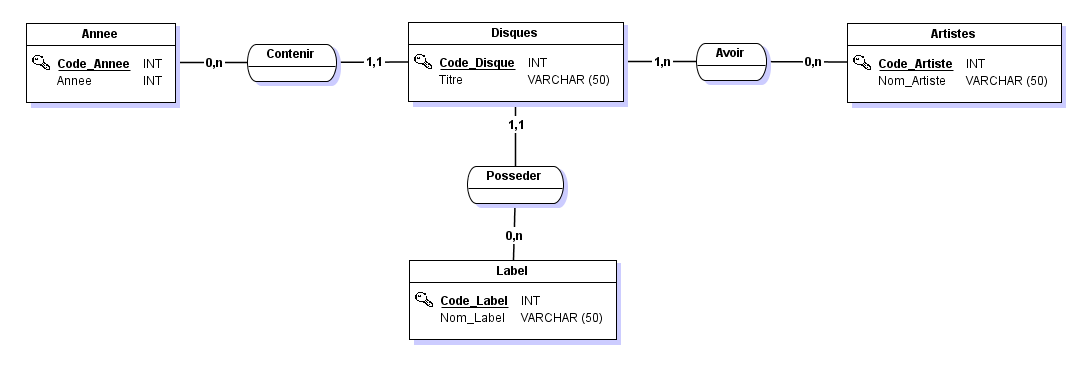 Annee
Code_Annee INT
Annee INT
0,n
Contenir
1,1
Disques
Code_Disque INT
Titre VARCHAR (50)
1,n
Avoir
0,n
Artistes
Code_Artiste INT
Nom_Artiste VARCHAR (50)
1,1
Posseder
0,n
Label
Code_Label INT
Nom_Label VARCHAR (50)